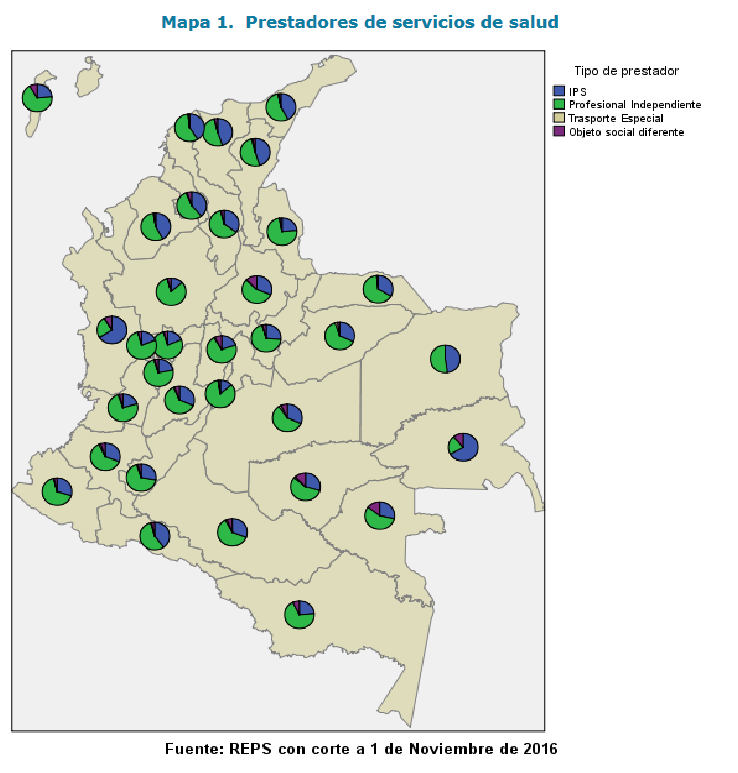 Mapa 1.  Prestadores de servicios de salud
Tipo de prestador
IPS
Profesional Independiente
Trasporte Especial
Objeto social diferente
Fuente: REPS con corte a 1 de Noviembre de 2016